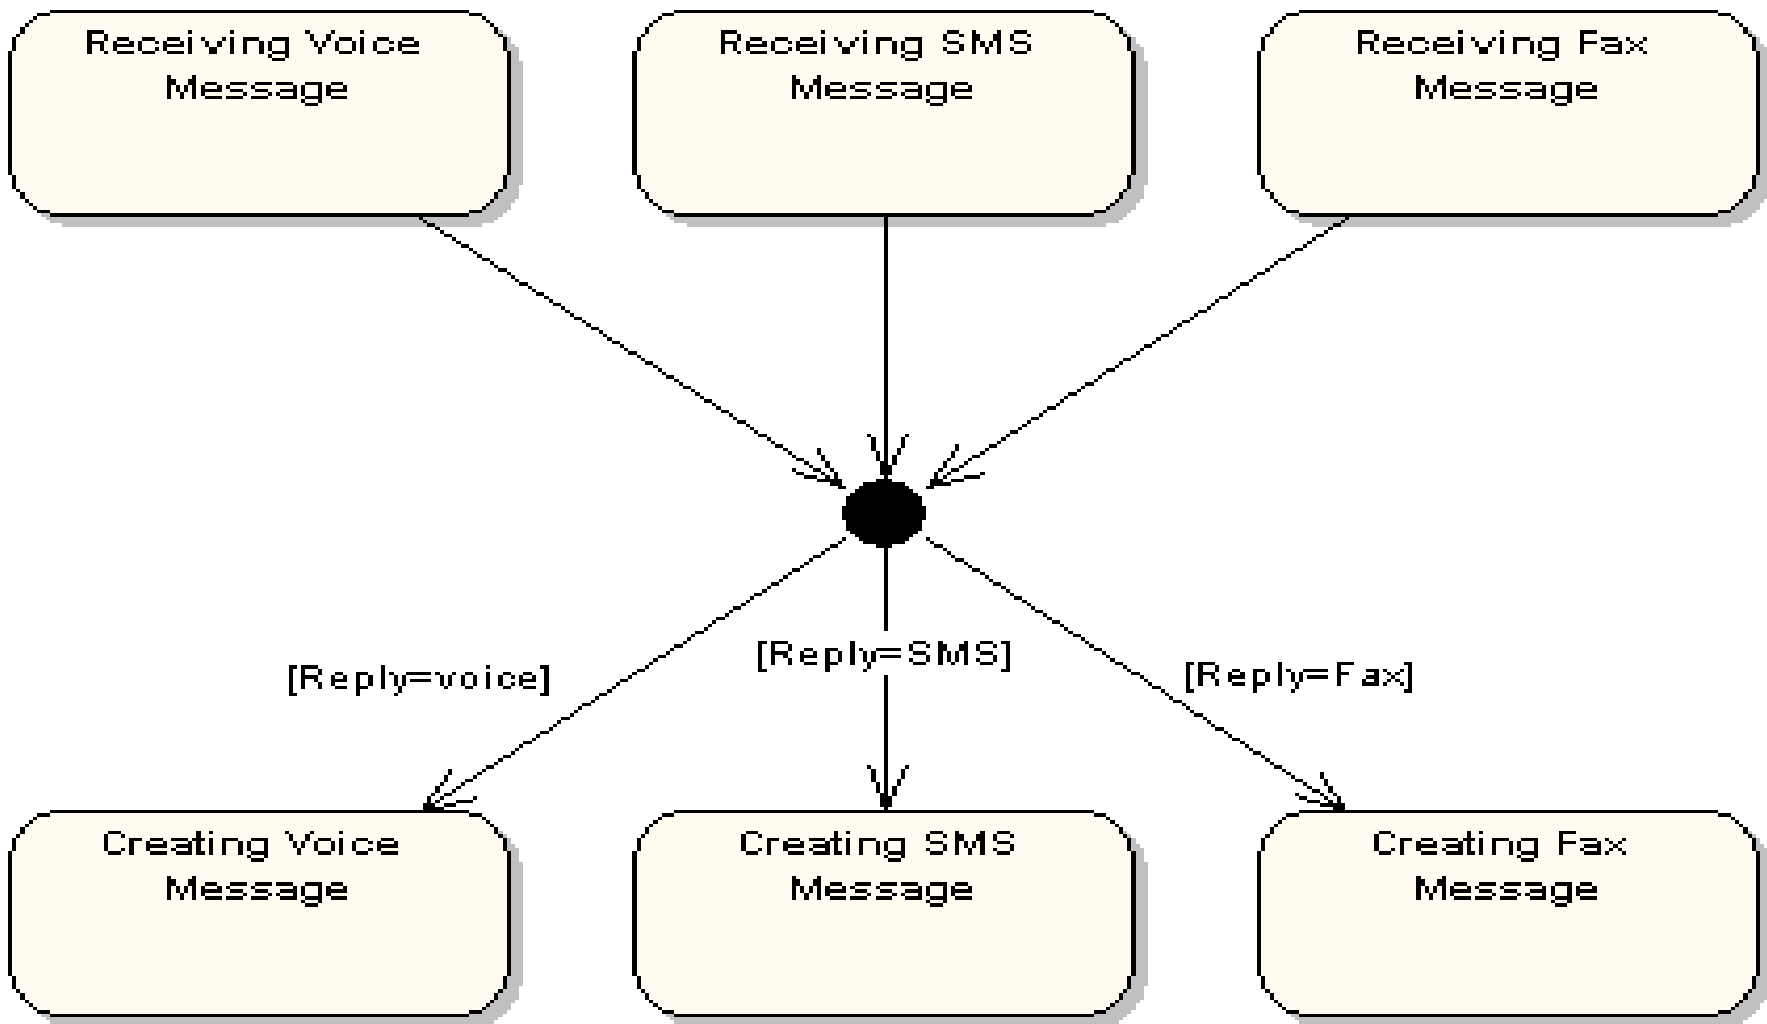 Receiving Voice
Message
Receiving SMS
Message
Receiving Fax
Message
[Reply=voice]
[Reply=SMS]
[Reply=Fax]
Creating Voice
Message
Creating SMS
Message
Creating Fax
Message